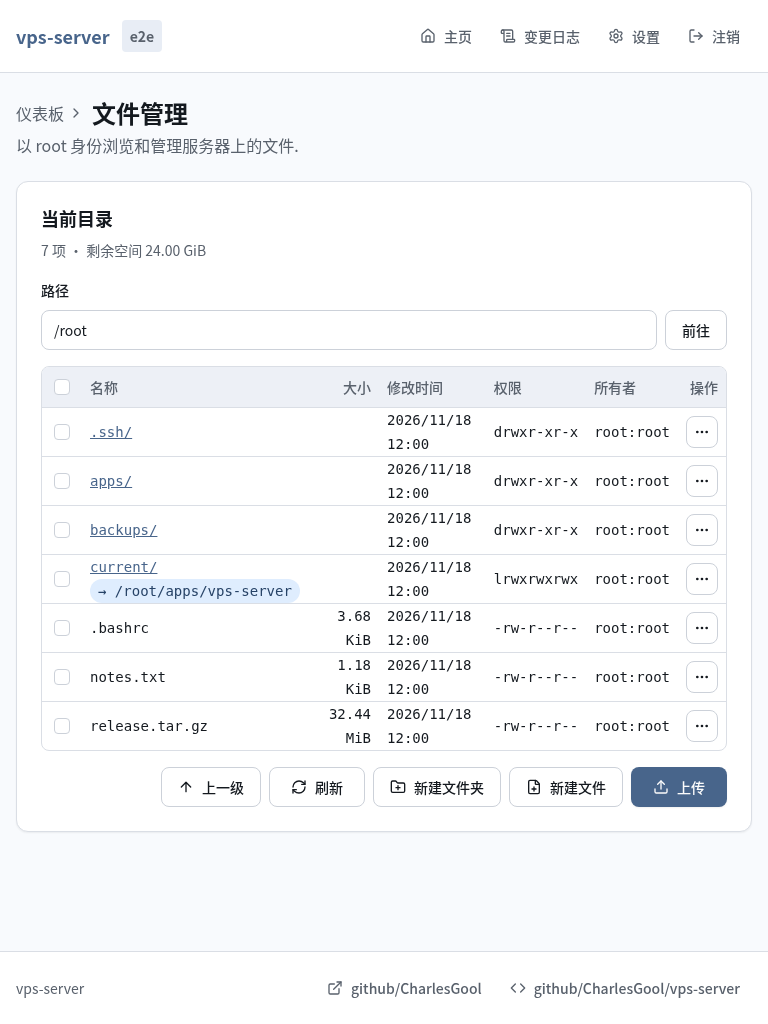 vps-server e2e 主页 变更日志 设置 注销
仪表板 文件管理
以 root 身份浏览和管理服务器上的文件.
当前目录
7 项 · 剩余空间 24.00 GiB
路径
/root 前往
名称 大小 修改时间 权限 所有者 操作
.ssh/ 2026/11/18 12:00 drwxr-xr-x root:root
apps/ 2026/11/18 12:00 drwxr-xr-x root:root
backups/ 2026/11/18 12:00 drwxr-xr-x root:root
current/ → /root/apps/vps-server 2026/11/18 12:00 lrwxrwxrwx root:root
.bashrc 3.68 KiB 2026/11/18 12:00 -rw-r--r-- root:root
notes.txt 1.18 KiB 2026/11/18 12:00 -rw-r--r-- root:root
release.tar.gz 32.44 MiB 2026/11/18 12:00 -rw-r--r-- root:root
上一级 刷新 新建文件夹 新建文件 上传
vps-server github/CharlesGool github/CharlesGool/vps-server